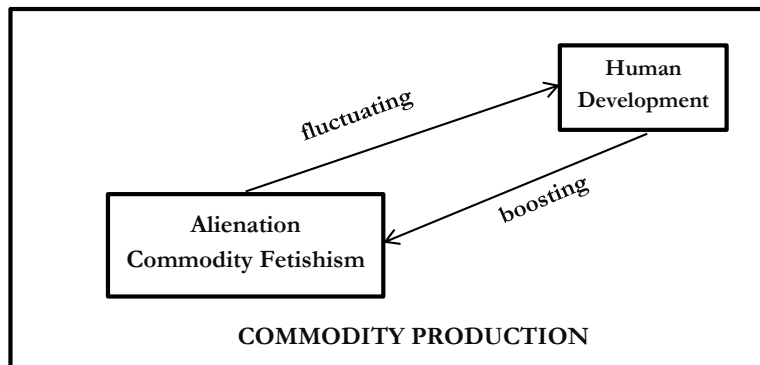 Human
Development
fluctuating
boosting
Alienation
Commodity Fetishism
COMMODITY PRODUCTION